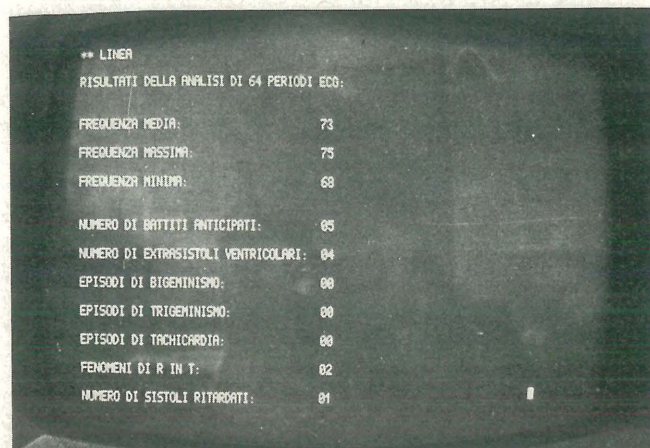 ** LINEA
RISULTATI DELLA ANALISI DI 64 PERIODI ECG:
FREQUENZA MEDIA: 73
FREQUENZA MASSIMA: 75
FREQUENZA MINIMA: 68
NUMERO DI BATTITI ANTICIPATI: 05
NUMERO DI EXTRASISTOLI VENTRICOLARI: 04
EPISODI DI BIGEMINISMO: 00
EPISODI DI TRIGEMINISMO: 00
EPISODI DI TACHICARDIA: 00
FENOMENI DI R IN T: 02
NUMERO DI SISTOLI RITARDATI: 01